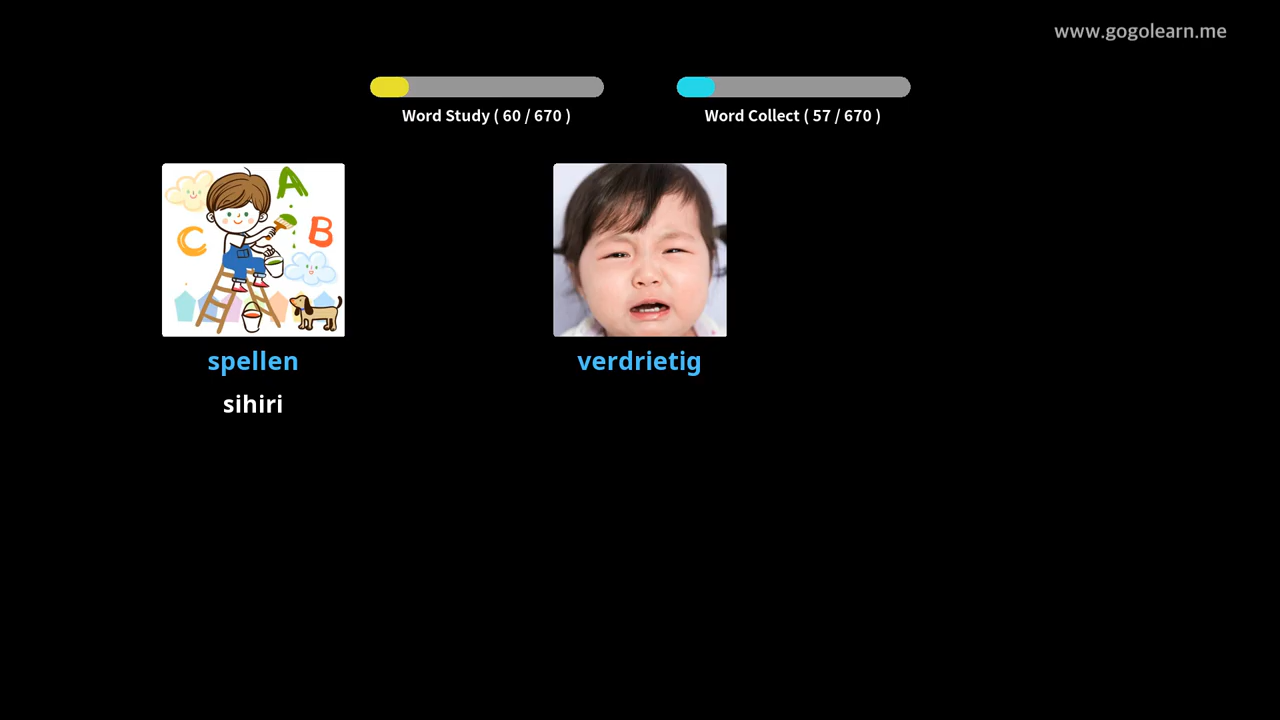 www.gogolearn.me
Word Study ( 60 / 670 )
Word Collect ( 57 / 670 )
A
B
C
spellen
verdrietig
sihiri